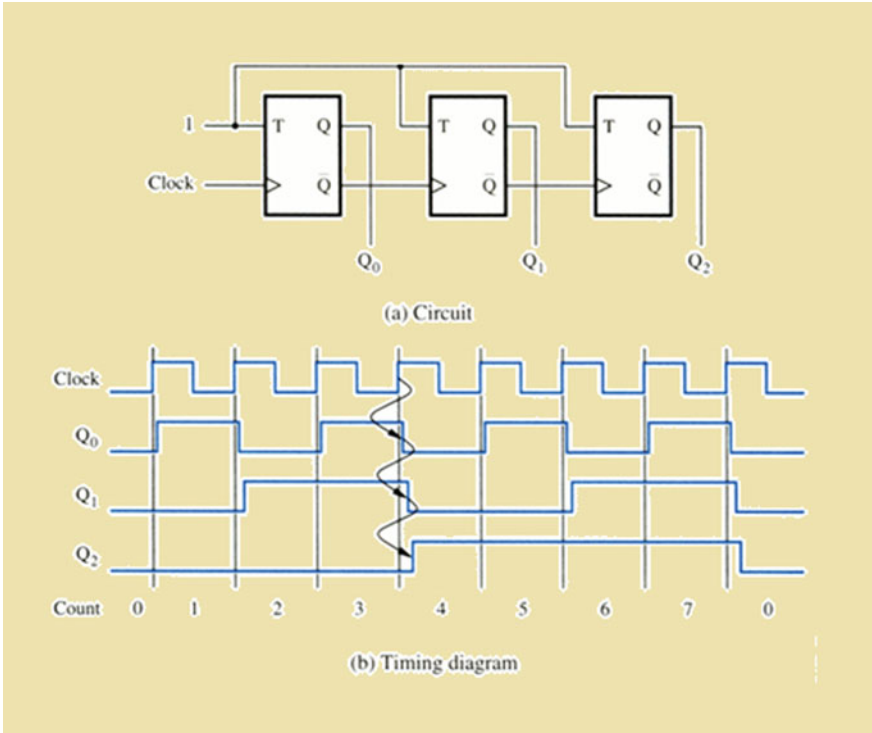 1 T Q T Q T Q
Clock Q̅ Q̅ Q̅
Q₀ Q₁ Q₂
(a) Circuit
Clock
Q₀
Q₁
Q₂
Count 0 1 2 3 4 5 6 7 0
(b) Timing diagram